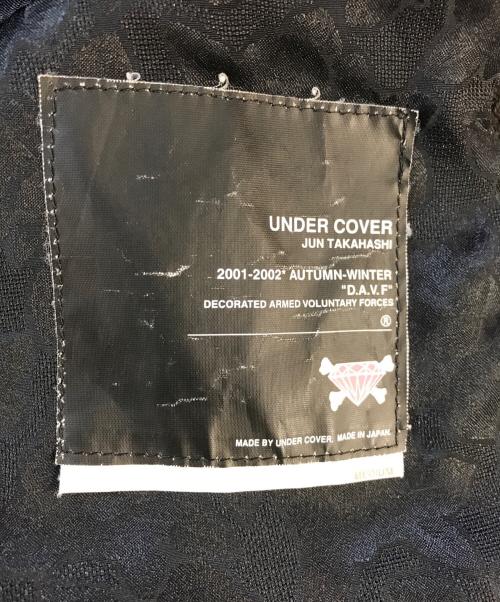 UNDER COVER
JUN TAKAHASHI
2001-2002* AUTUMN-WINTER
"D.A.V.F"
DECORATED ARMED VOLUNTARY FORCES
®
MADE BY UNDER COVER. MADE IN JAPAN.
MEDIUM